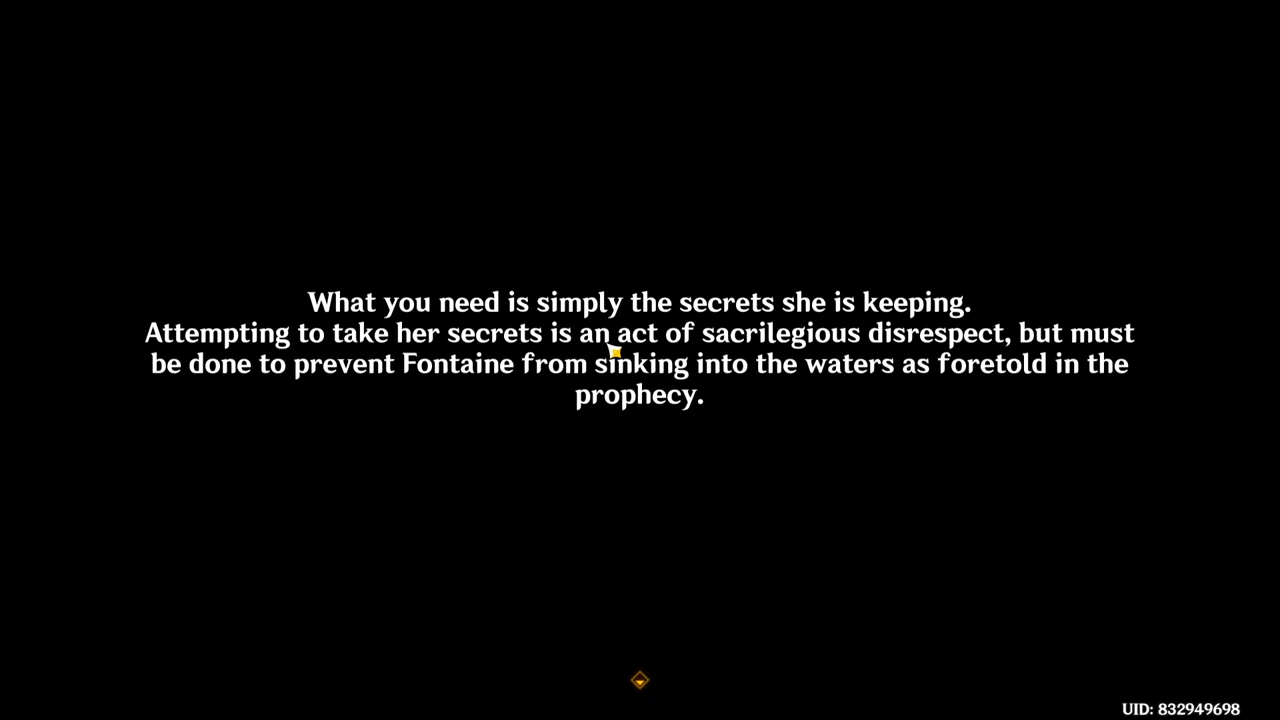 What you need is simply the secrets she is keeping.
Attempting to take her secrets is an act of sacrilegious disrespect, but must
be done to prevent Fontaine from sinking into the waters as foretold in the
prophecy.
UID: 832949698